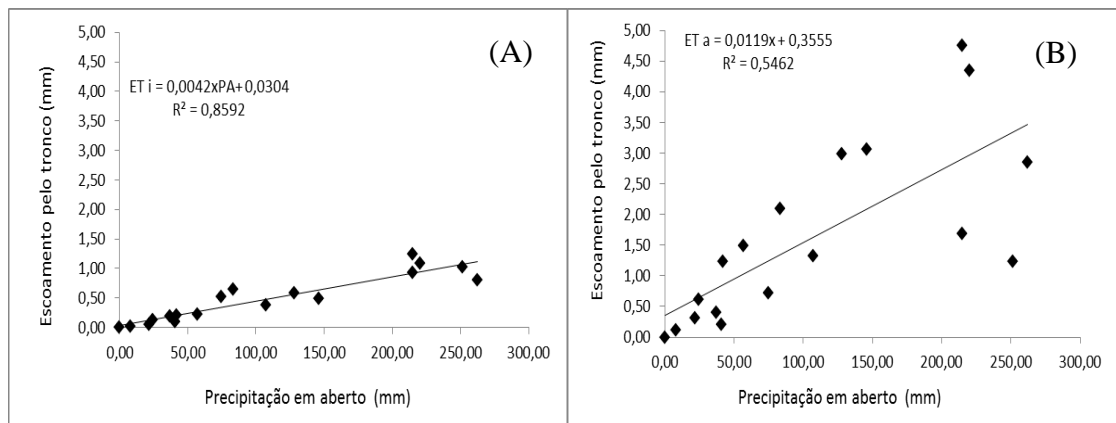 (A)
ET i = 0,0042xPA+ 0,0304
R² = 0,8592
Escoamento pelo tronco (mm)
5,00
4,50
4,00
3,50
3,00
2,50
2,00
1,50
1,00
0,50
0,00
0,00 50,00 100,00 150,00 200,00 250,00 300,00
Precipitação em aberto (mm)
(B)
ET a = 0,0119x + 0,3555
R² = 0,5462
Escoamento pelo tronco (mm)
5,00
4,50
4,00
3,50
3,00
2,50
2,00
1,50
1,00
0,50
0,00
0,00 50,00 100,00 150,00 200,00 250,00 300,00
Precipitação em aberto (mm)